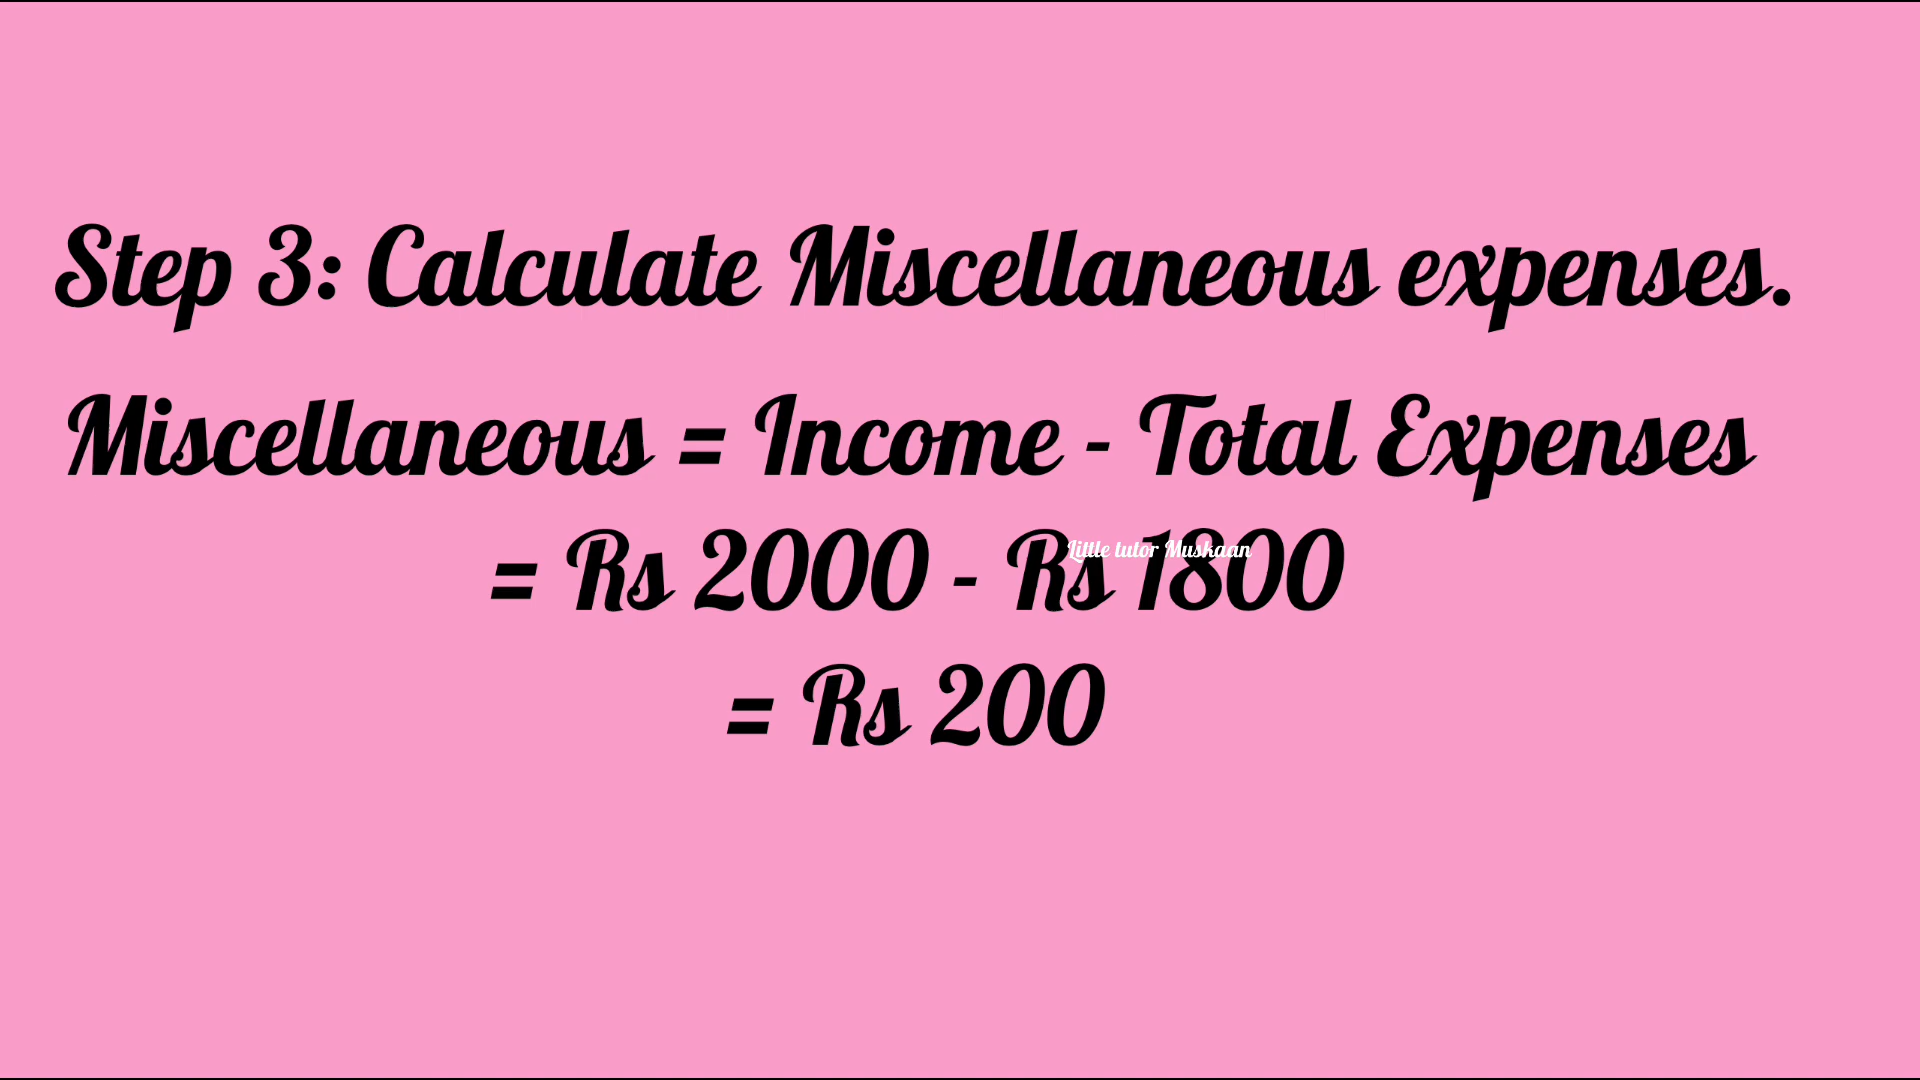 Step 3: Calculate Miscellaneous expenses.
Miscellaneous = Income - Total Expenses
= Rs 2000 - Rs 1800
Little tutor Muskaan
= Rs 200